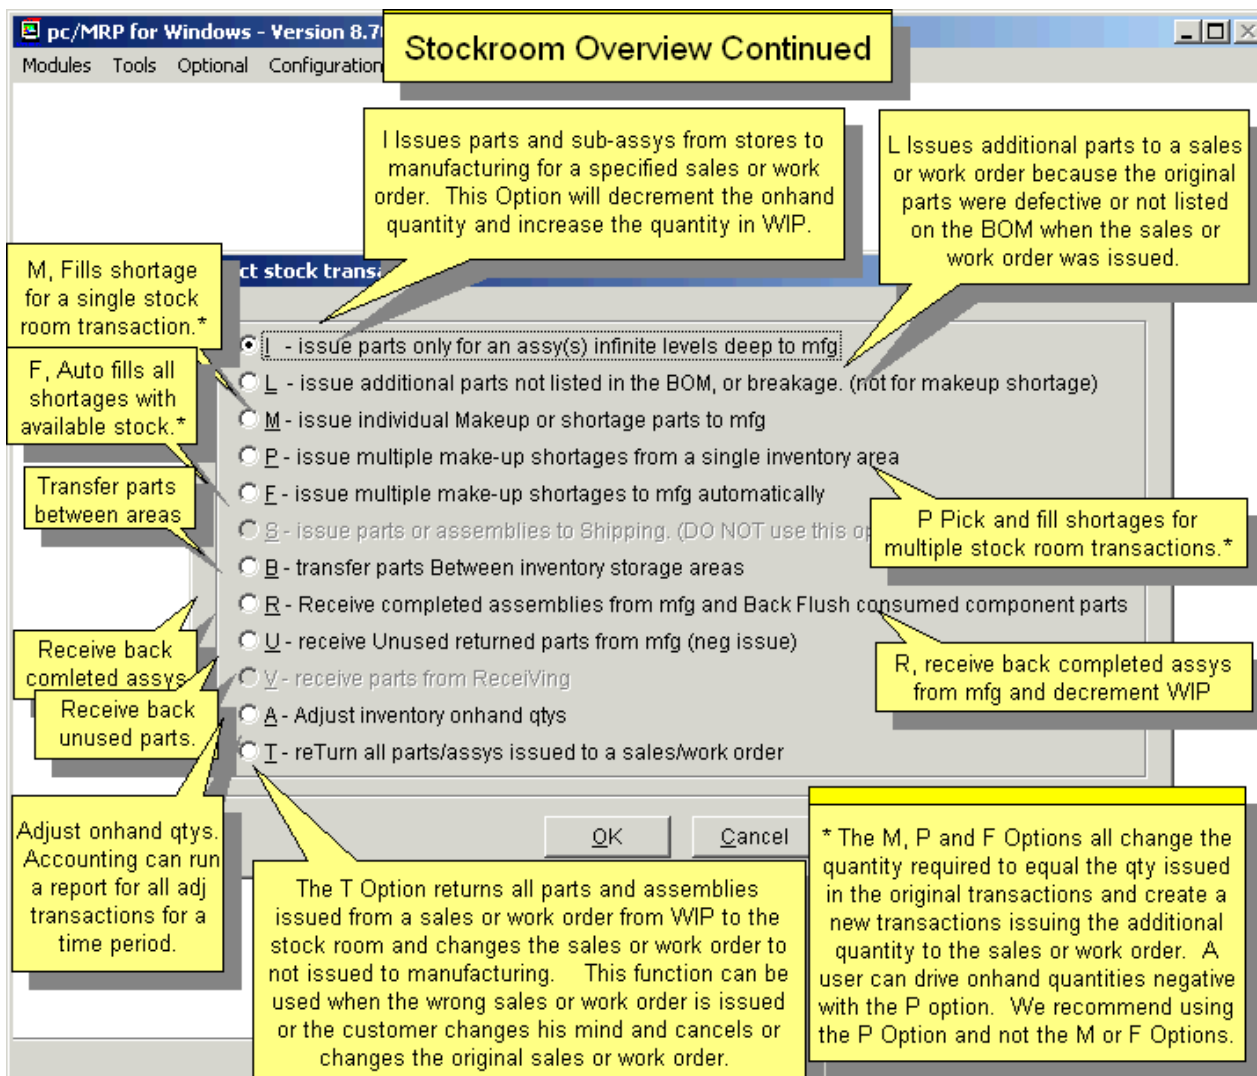 pc/MRP for Windows - Version 8.7
Stockroom Overview Continued
Modules Tools Optional Configuration
I Issues parts and sub-assys from stores to
manufacturing for a specified sales or work
order. This Option will decrement the onhand
quantity and increase the quantity in WIP.
L Issues additional parts to a sales
or work order because the original
parts were defective or not listed
on the BOM when the sales or
work order was issued.
M, Fills shortage
for a single stock
room transaction.*
ct stock transa
F, Auto fills all
shortages with
available stock.*
Transfer parts
between areas
I - issue parts only for an assy(s) infinite levels deep to mfg
L - issue additional parts not listed in the BOM, or breakage. (not for makeup shortage)
M - issue individual Makeup or shortage parts to mfg
P - issue multiple make-up shortages from a single inventory area
F - issue multiple make-up shortages to mfg automatically
S - issue parts or assemblies to Shipping. (DO NOT use this op
B - transfer parts Between inventory storage areas
R - Receive completed assemblies from mfg and Back Flush consumed component parts
U - receive Unused returned parts from mfg (neg issue)
V - receive parts from ReceiVing
A - Adjust inventory onhand qtys
T - reTurn all parts/assys issued to a sales/work order
P Pick and fill shortages for
multiple stock room transactions.*
Receive back
comleted assys
Receive back
unused parts.
R, receive back completed assys
from mfg and decrement WIP
Adjust onhand qtys.
Accounting can run
a report for all adj
transactions for a
time period.
OK Cancel
The T Option returns all parts and assemblies
issued from a sales or work order from WIP to the
stock room and changes the sales or work order to
not issued to manufacturing. This function can be
used when the wrong sales or work order is issued
or the customer changes his mind and cancels or
changes the original sales or work order.
* The M, P and F Options all change the
quantity required to equal the qty issued
in the original transactions and create a
new transactions issuing the additional
quantity to the sales or work order. A
user can drive onhand quantities negative
with the P option. We recommend using
the P Option and not the M or F Options.